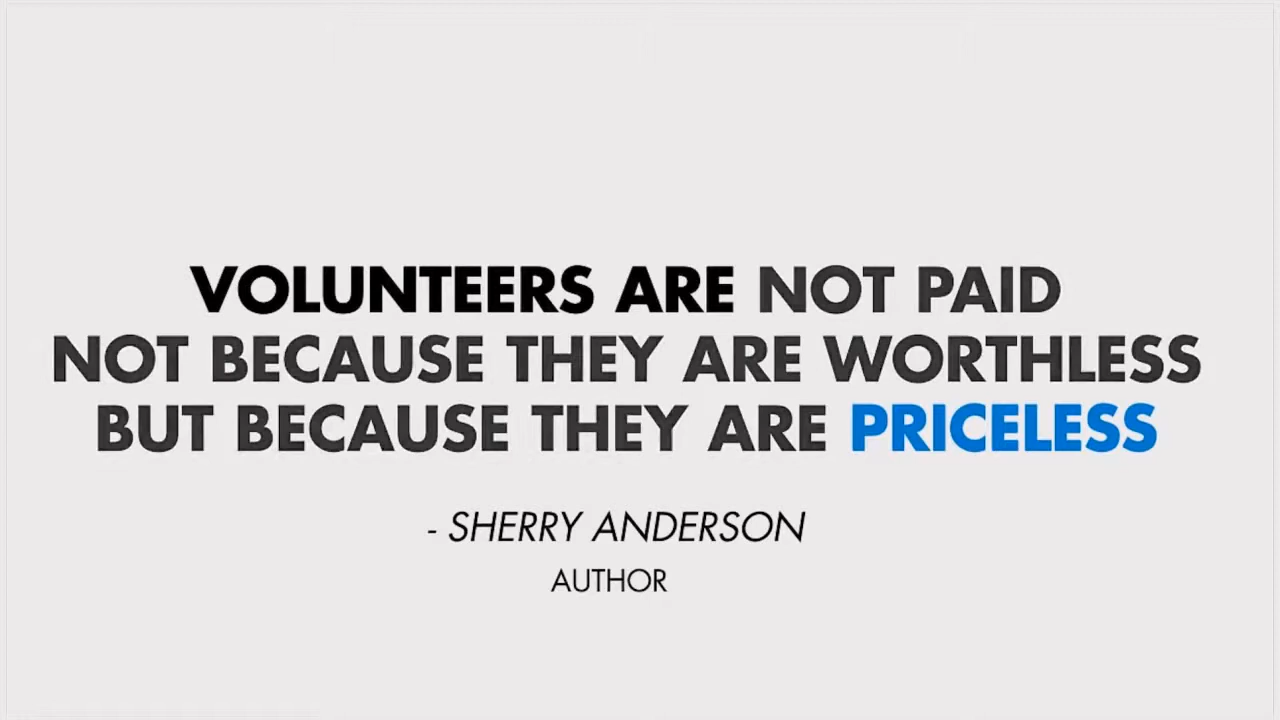 VOLUNTEERS ARE NOT PAID
NOT BECAUSE THEY ARE WORTHLESS
BUT BECAUSE THEY ARE PRICELESS
- SHERRY ANDERSON
AUTHOR